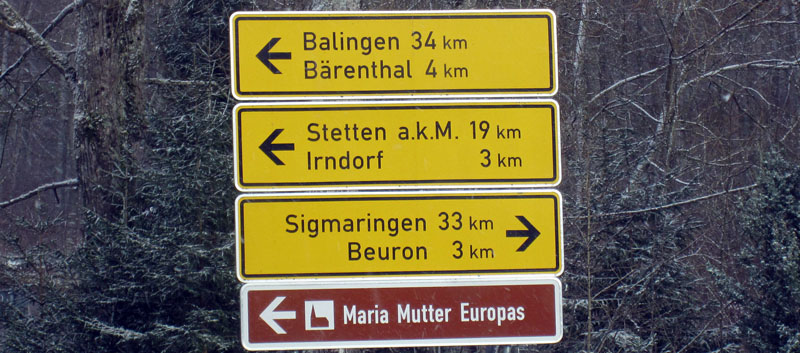 Balingen 34 km
Bärenthal 4 km
Stetten a.k.M. 19 km
Irndorf 3 km
Sigmaringen 33 km
Beuron 3 km
Maria Mutter Europas